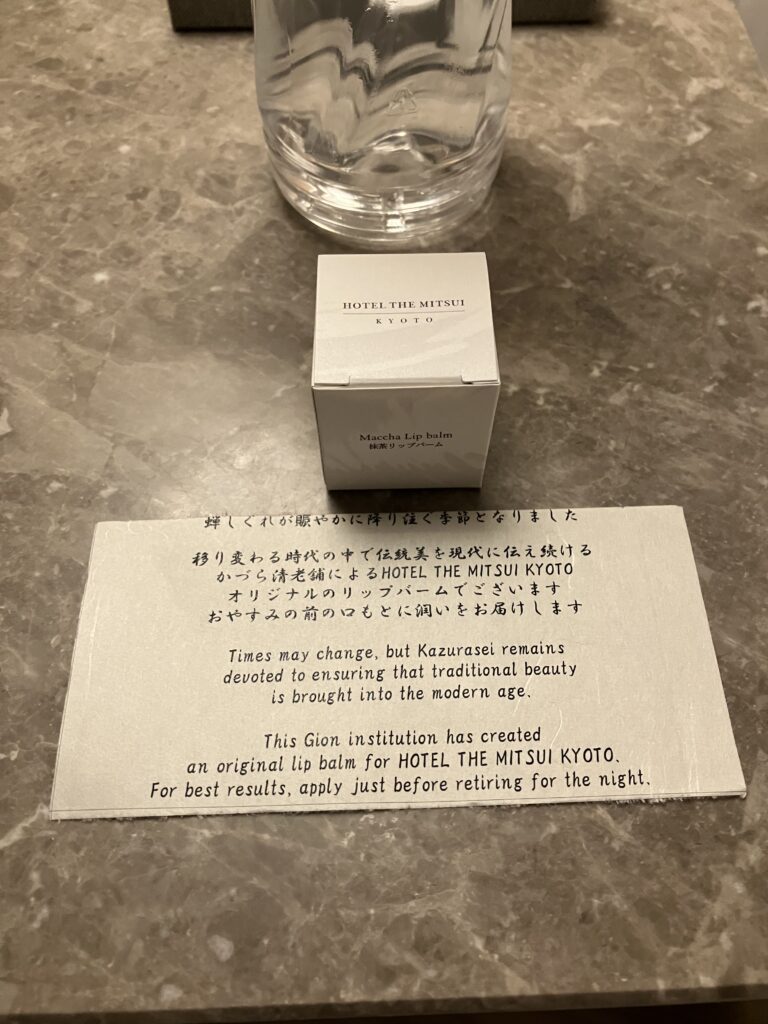 HOTEL THE MITSUI
KYOTO
Maccha Lip balm
抹茶リップバーム
蝉しぐれが賑やかに降り注ぐ季節となりました
移り変わる時代の中で伝統美を現代に伝え続ける
かづら清老舗によるHOTEL THE MITSUI KYOTO
オリジナルのリップバームでございます
おやすみの前の口もとに潤いをお届けします
Times may change, but Kazurasei remains
devoted to ensuring that traditional beauty
is brought into the modern age.
This Gion institution has created
an original lip balm for HOTEL THE MITSUI KYOTO.
For best results, apply just before retiring for the night.